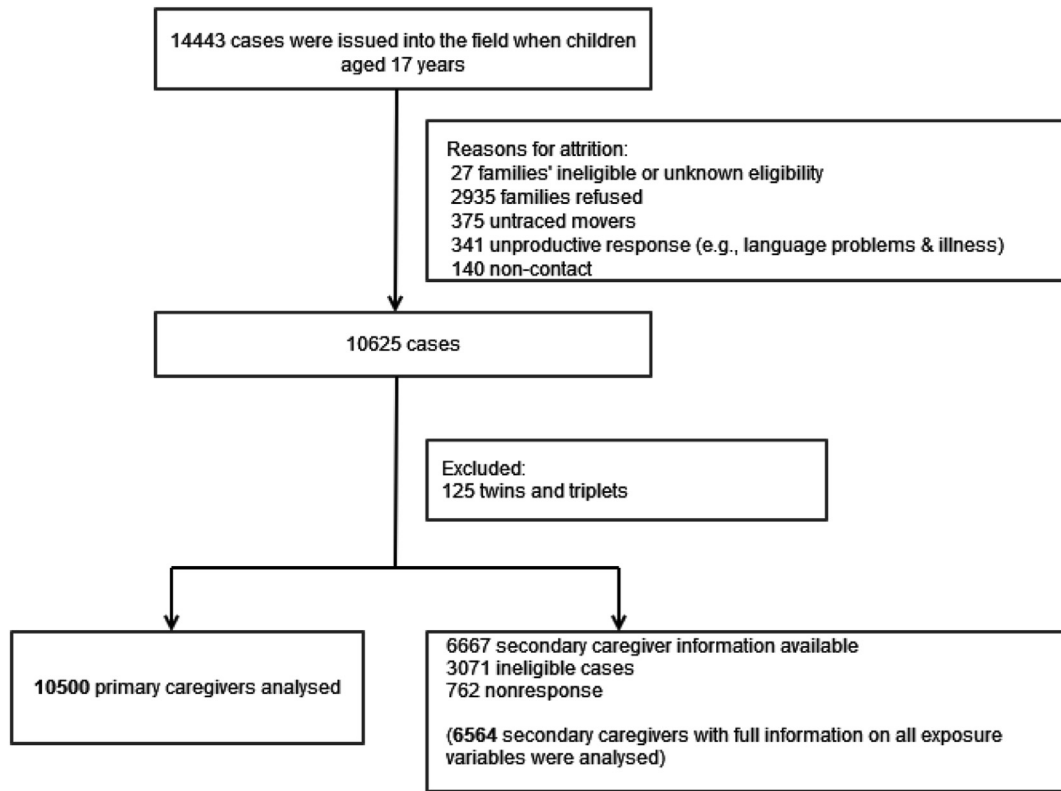 14443 cases were issued into the field when children
aged 17 years
Reasons for attrition:
27 families' ineligible or unknown eligibility
2935 families refused
375 untraced movers
341 unproductive response (e.g., language problems & illness)
140 non-contact
10625 cases
Excluded:
125 twins and triplets
10500 primary caregivers analysed
6667 secondary caregiver information available
3071 ineligible cases
762 nonresponse
(6564 secondary caregivers with full information on all exposure
variables were analysed)